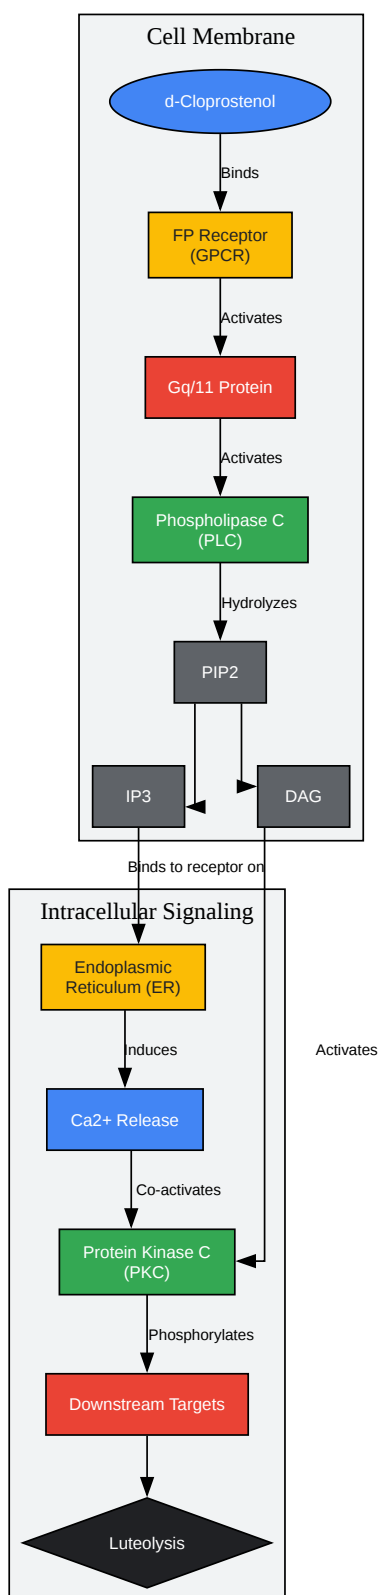 Cell Membrane
d-Cloprostenol
Binds
FP Receptor
(GPCR)
Activates
Gq/11 Protein
Activates
Phospholipase C
(PLC)
Hydrolyzes
PIP2
IP3
DAG
Binds to receptor on
Intracellular Signaling
Endoplasmic
Reticulum (ER)
Induces
Activates
Ca2+ Release
Co-activates
Protein Kinase C
(PKC)
Phosphorylates
Downstream Targets
Luteolysis